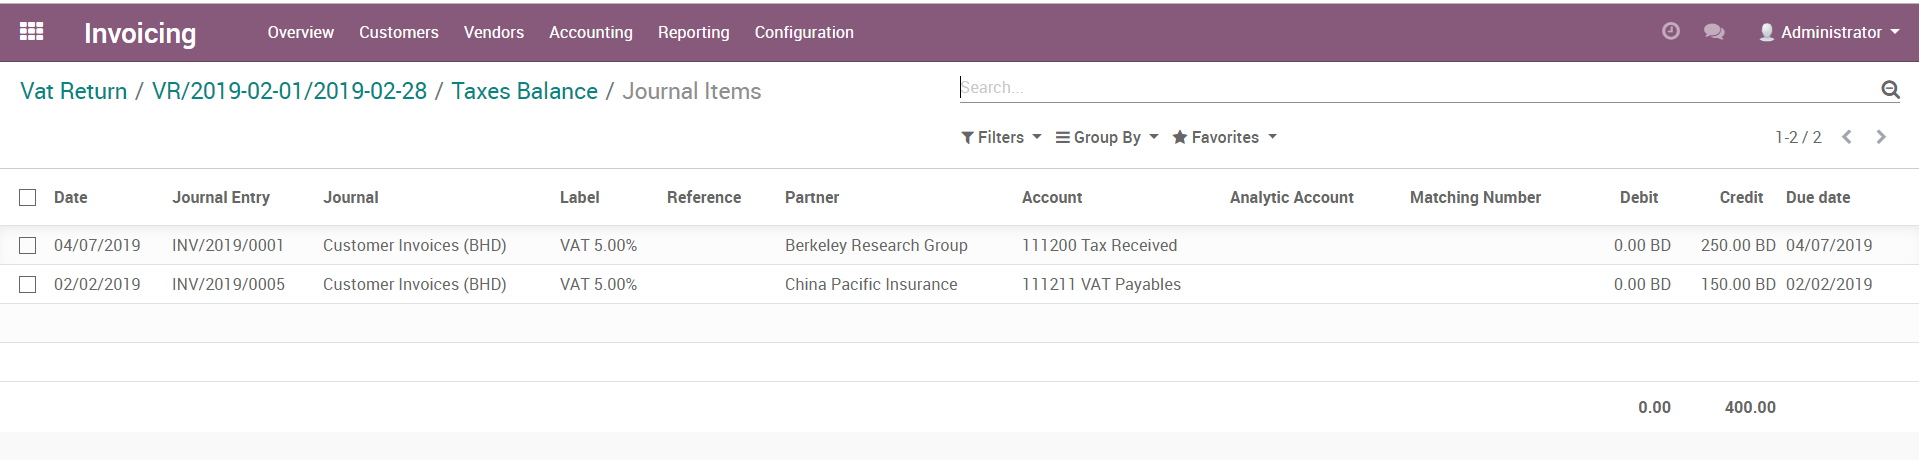 Invoicing Overview Customers Vendors Accounting Reporting Configuration Administrator
Vat Return / VR/2019-02-01/2019-02-28 / Taxes Balance / Journal Items
Search...
Filters Group By Favorites 1-2 / 2
Date Journal Entry Journal Label Reference Partner Account Analytic Account Matching Number Debit Credit Due date
04/07/2019 INV/2019/0001 Customer Invoices (BHD) VAT 5.00% Berkeley Research Group 111200 Tax Received 0.00 BD 250.00 BD 04/07/2019
02/02/2019 INV/2019/0005 Customer Invoices (BHD) VAT 5.00% China Pacific Insurance 111211 VAT Payables 0.00 BD 150.00 BD 02/02/2019
0.00 400.00